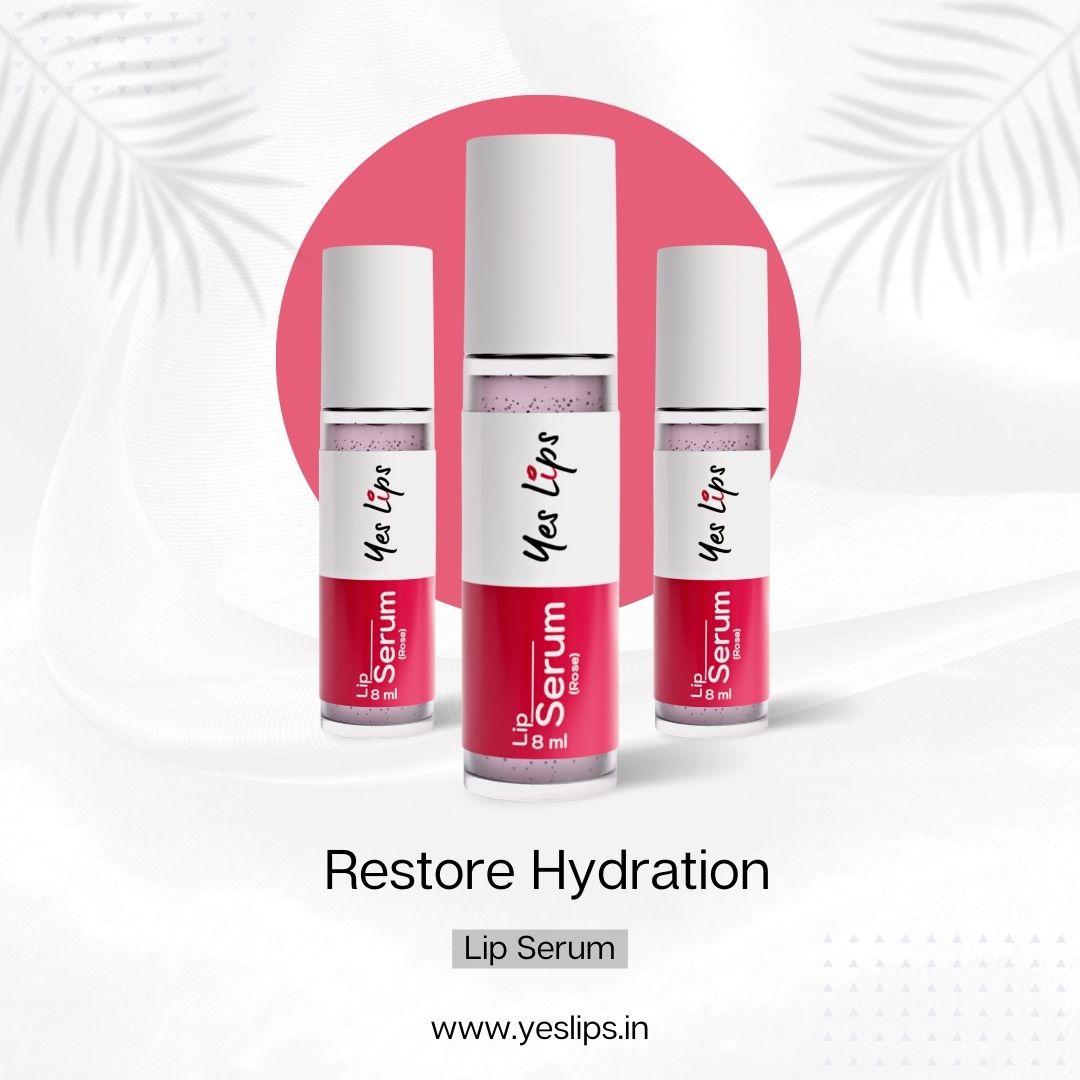 Yes Lips
Lip
Serum
(Rose)
8 ml
Yes Lips
Lip
Serum
(Rose)
8 ml
Yes Lips
Lip
Serum
(Rose)
8 ml
Restore Hydration
Lip Serum
www.yeslips.in